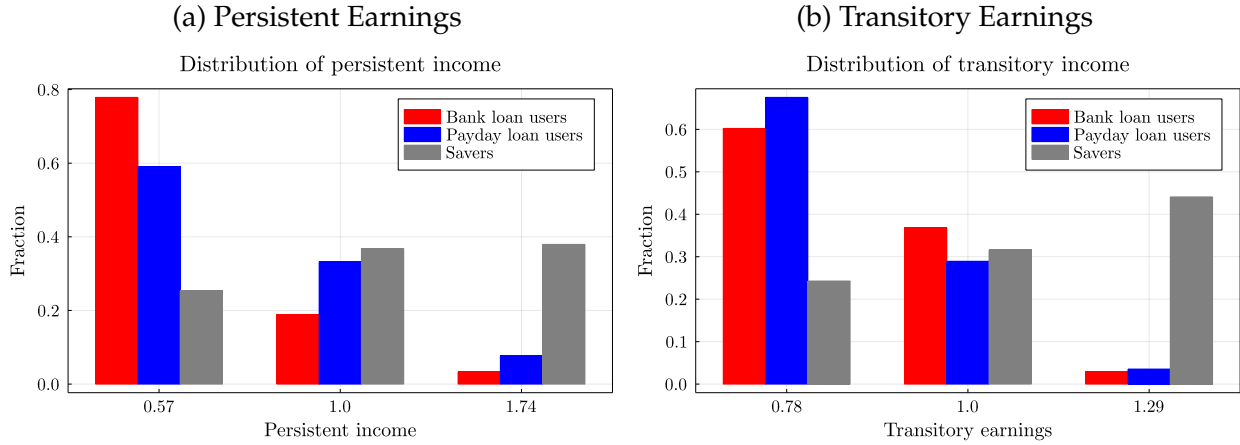 (a) Persistent Earnings
Distribution of persistent income
Fraction
0.8
0.6
0.4
0.2
0.0
Bank loan users
Payday loan users
Savers
0.57 1.0 1.74
Persistent income
(b) Transitory Earnings
Distribution of transitory income
Fraction
0.6
0.5
0.4
0.3
0.2
0.1
0.0
Bank loan users
Payday loan users
Savers
0.78 1.0 1.29
Transitory earnings